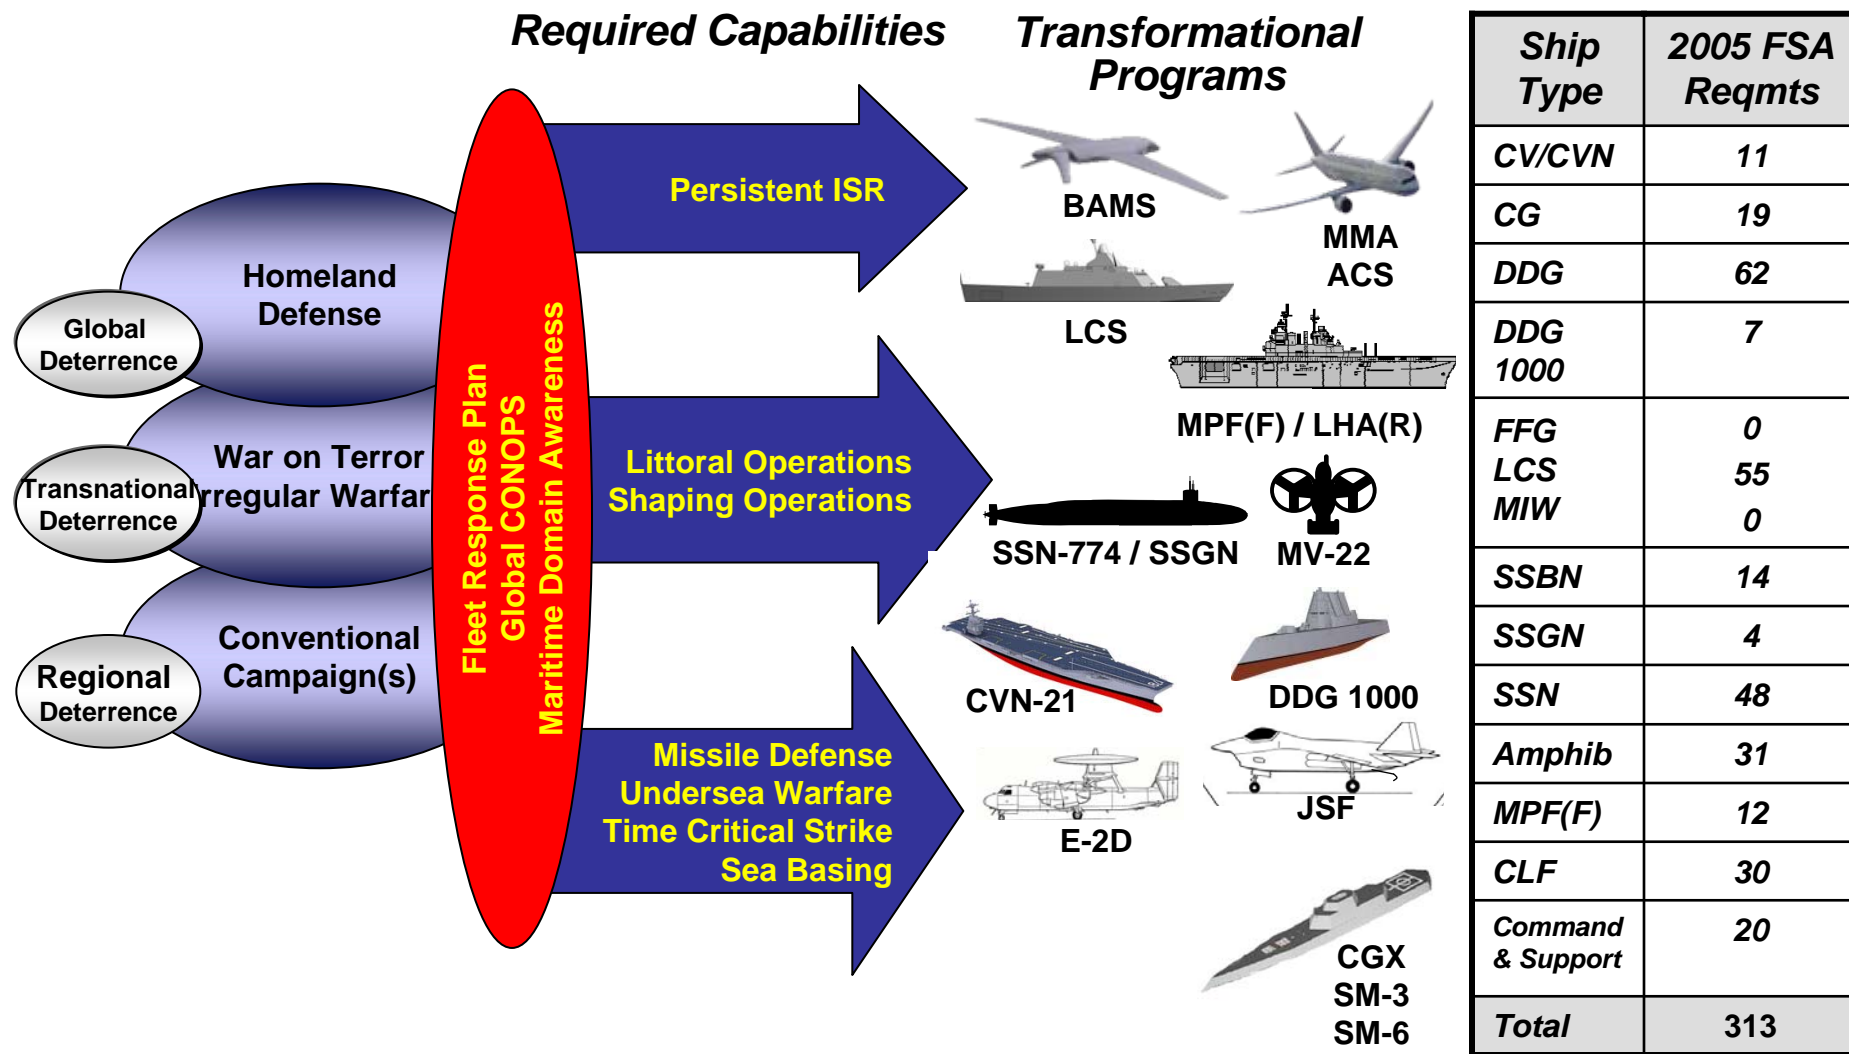 Required Capabilities
Transformational
Programs
Homeland
Defense
Global
Deterrence
War on Terror
Irregular Warfar
Transnational
Deterrence
Conventional
Campaign(s)
Regional
Deterrence
Fleet Response Plan
Global CONOPS
Maritime Domain Awareness
Persistent ISR
Littoral Operations
Shaping Operations
Missile Defense
Undersea Warfare
Time Critical Strike
Sea Basing
BAMS
MMA
ACS
LCS
MPF(F) / LHA(R)
SSN-774 / SSGN
MV-22
CVN-21
DDG 1000
E-2D
JSF
CGX
SM-3
SM-6
Ship Type 2005 FSA Reqmts
CV/CVN 11
CG 19
DDG 62
DDG 1000 7
FFG 0
LCS 55
MIW 0
SSBN 14
SSGN 4
SSN 48
Amphib 31
MPF(F) 12
CLF 30
Command & Support 20
Total 313